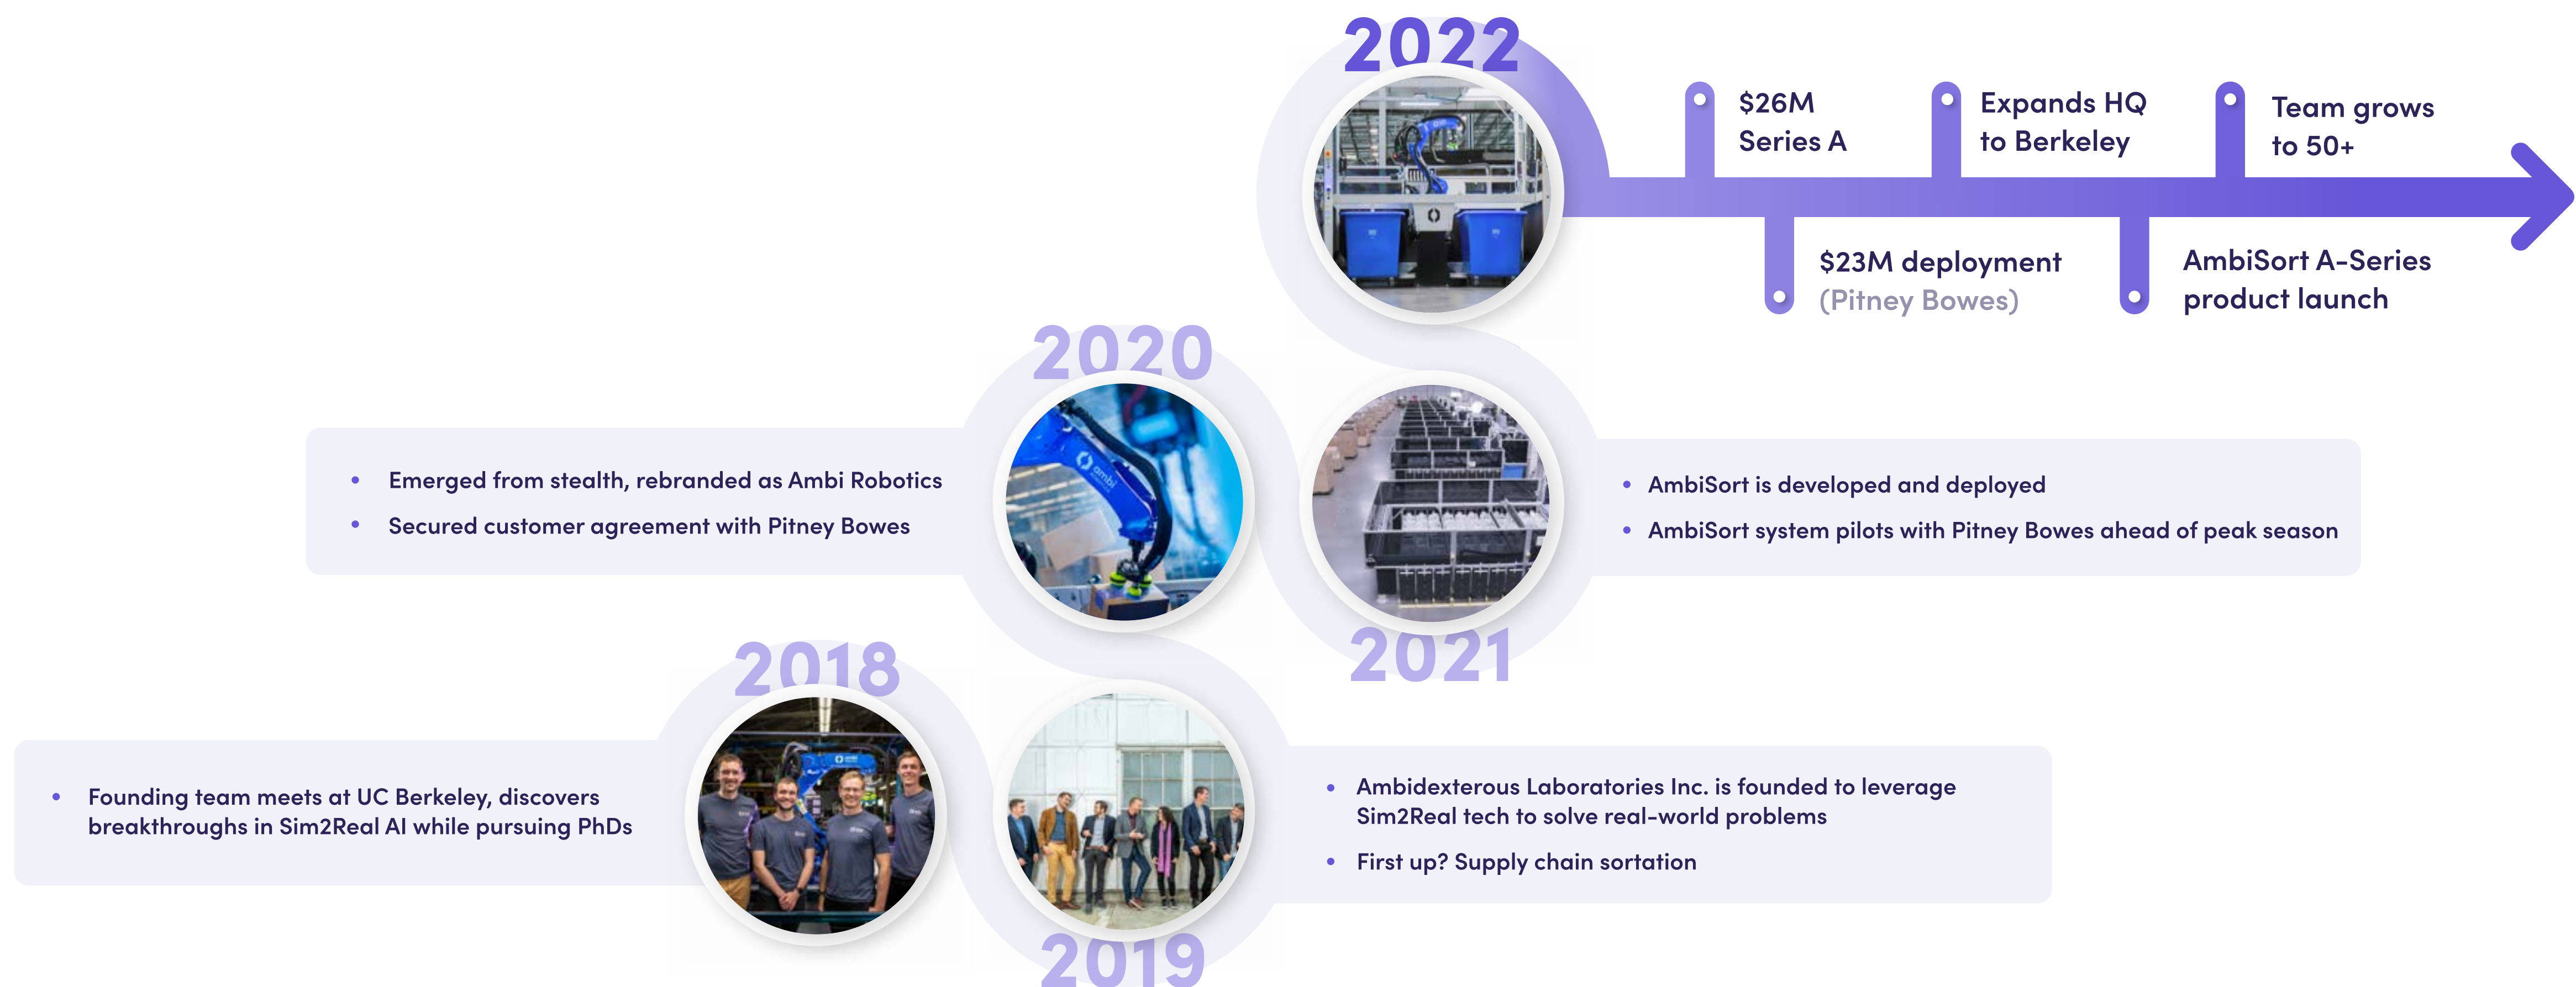 2022
$26M
Series A
Expands HQ
to Berkeley
Team grows
to 50+
$23M deployment
(Pitney Bowes)
AmbiSort A-Series
product launch
2020
Emerged from stealth, rebranded as Ambi Robotics
Secured customer agreement with Pitney Bowes
ambi
AmbiSort is developed and deployed
AmbiSort system pilots with Pitney Bowes ahead of peak season
2021
2018
Founding team meets at UC Berkeley, discovers
breakthroughs in Sim2Real AI while pursuing PhDs
ambi
Ambidexterous Laboratories Inc. is founded to leverage
Sim2Real tech to solve real-world problems
First up? Supply chain sortation
2019